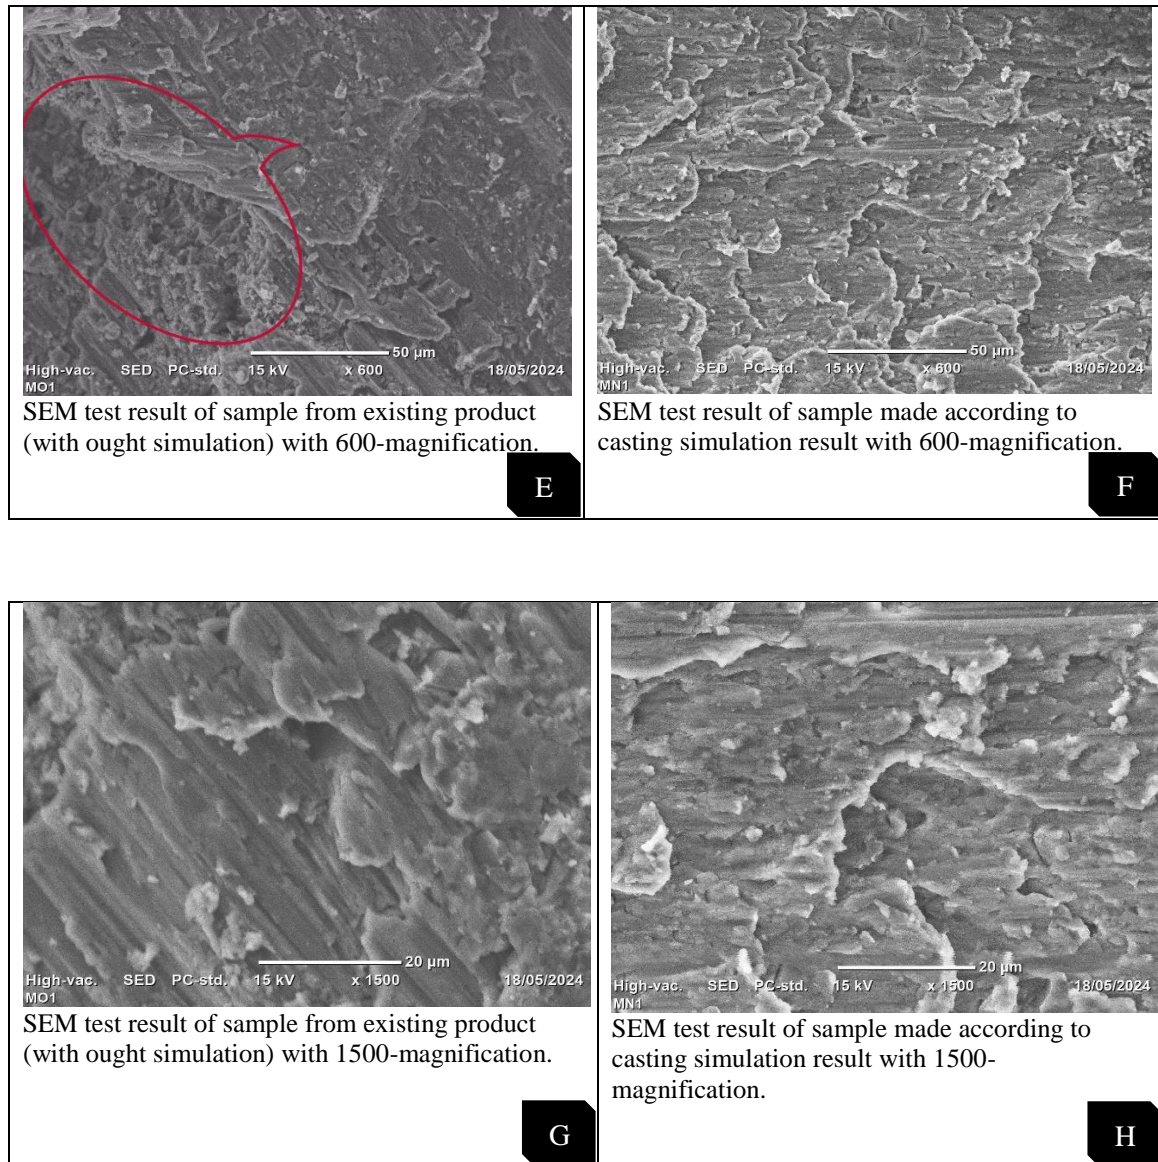 50 µm
High-vac. SED PC-std. 15 kV x 600 18/05/2024
MO1
SEM test result of sample from existing product
(with ought simulation) with 600-magnification.
E
50 µm
High-vac. SED PC-std. 15 kV x 600 18/05/2024
MN1
SEM test result of sample made according to
casting simulation result with 600-magnification.
F
20 µm
High-vac. SED PC-std. 15 kV x 1500 18/05/2024
MO1
SEM test result of sample from existing product
(with ought simulation) with 1500-magnification.
G
20 µm
High-vac. SED PC-std. 15 kV x 1500 18/05/2024
MN1
SEM test result of sample made according to
casting simulation result with 1500-
magnification.
H